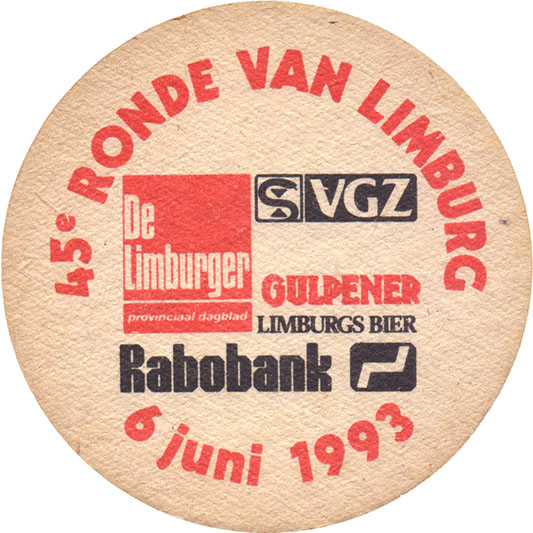 45e RONDE VAN LIMBURG
De
Limburger
provinciaal dagblad
VGZ
GULPENER
LIMBURGS BIER
Rabobank
6 juni 1993